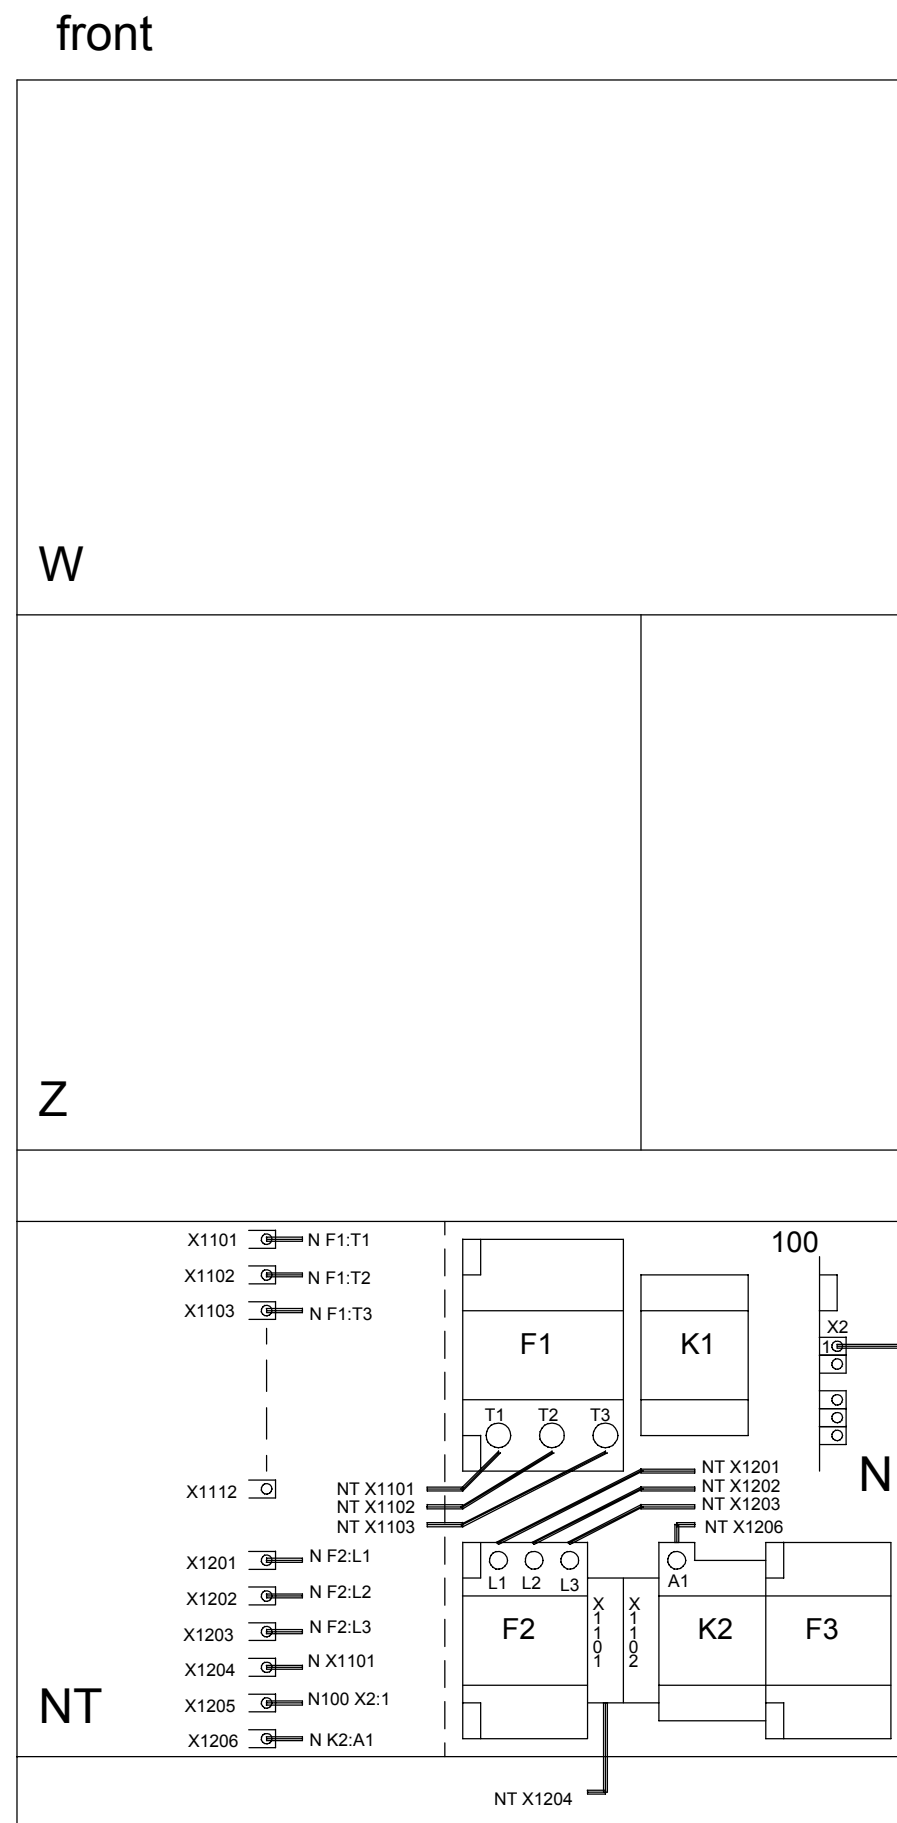 front
W
Z
X1101 N F1:T1
X1102 N F1:T2
X1103 N F1:T3
X1112
X1201 N F2:L1
X1202 N F2:L2
X1203 N F2:L3
X1204 N X1101
X1205 N100 X2:1
X1206 N K2:A1
NT
F1
T1 T2 T3
NT X1101
NT X1102
NT X1103
K1
100
X2
1
N
NT X1201
NT X1202
NT X1203
NT X1206
L1 L2 L3
F2
X1101
X1102
A1
K2
F3
NT X1204